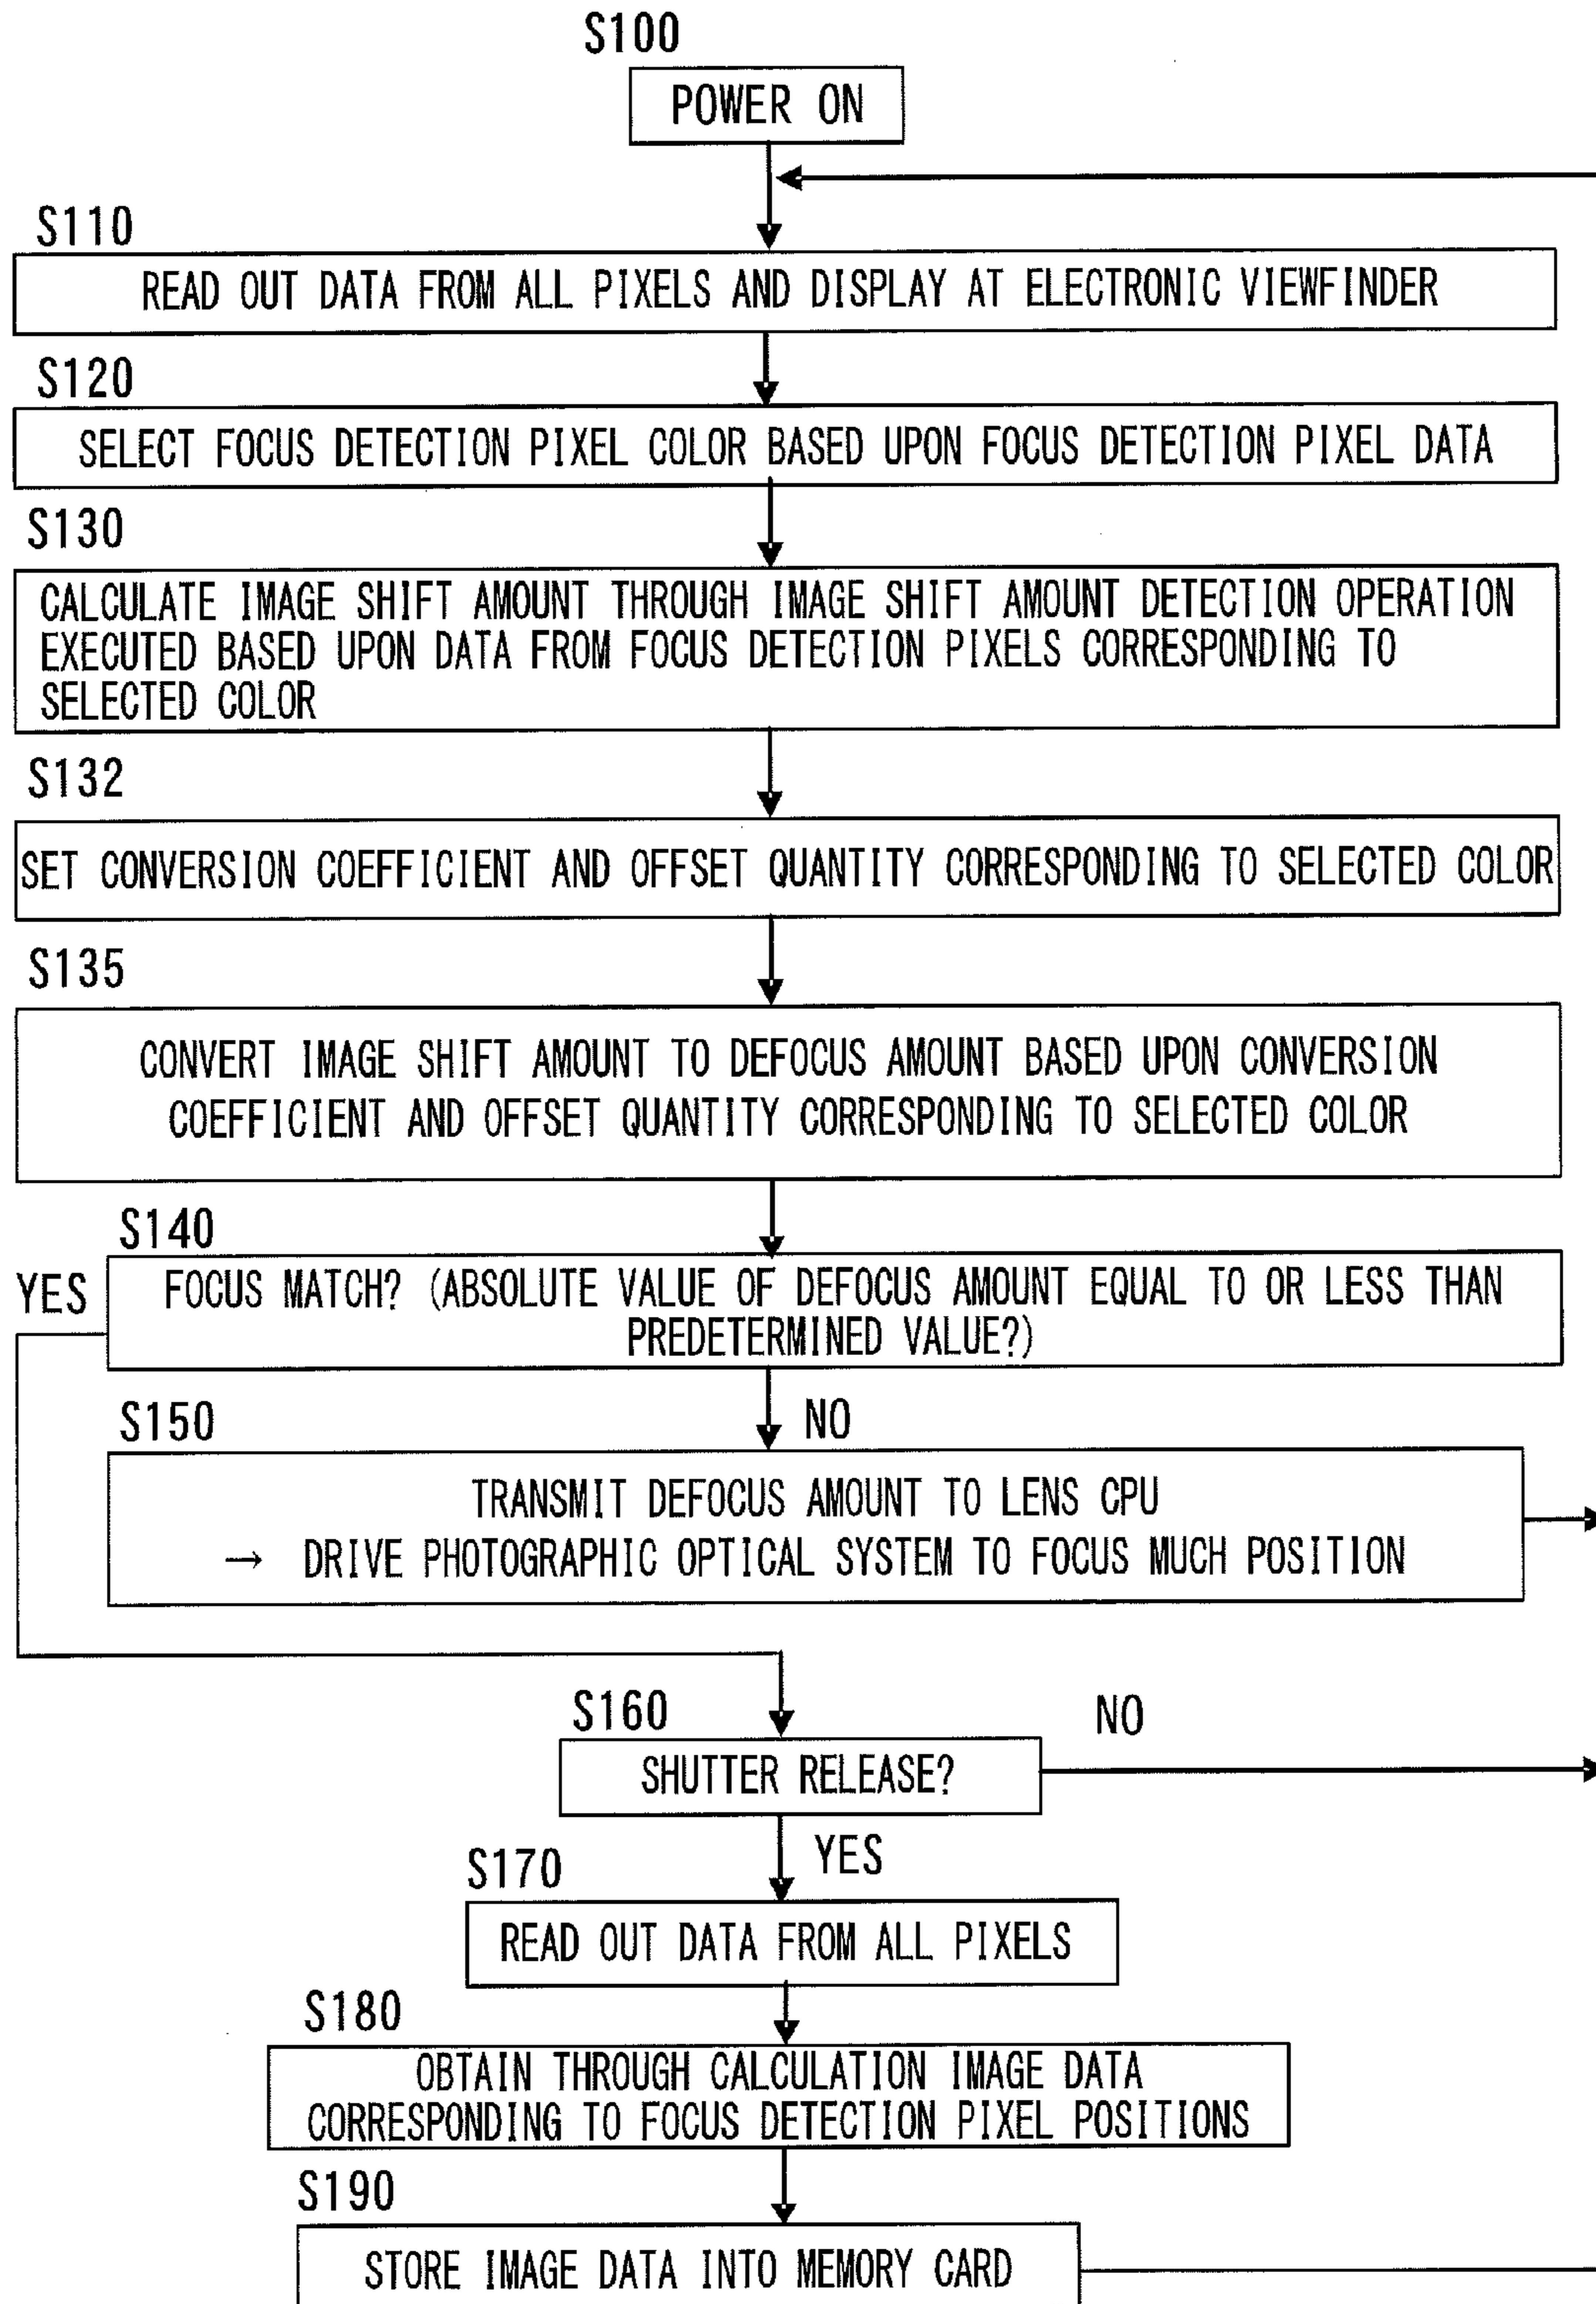 S100
POWER ON
S110
READ OUT DATA FROM ALL PIXELS AND DISPLAY AT ELECTRONIC VIEWFINDER
S120
SELECT FOCUS DETECTION PIXEL COLOR BASED UPON FOCUS DETECTION PIXEL DATA
S130
CALCULATE IMAGE SHIFT AMOUNT THROUGH IMAGE SHIFT AMOUNT DETECTION OPERATION
EXECUTED BASED UPON DATA FROM FOCUS DETECTION PIXELS CORRESPONDING TO
SELECTED COLOR
S132
SET CONVERSION COEFFICIENT AND OFFSET QUANTITY CORRESPONDING TO SELECTED COLOR
S135
CONVERT IMAGE SHIFT AMOUNT TO DEFOCUS AMOUNT BASED UPON CONVERSION
COEFFICIENT AND OFFSET QUANTITY CORRESPONDING TO SELECTED COLOR
S140
YES
FOCUS MATCH? (ABSOLUTE VALUE OF DEFOCUS AMOUNT EQUAL TO OR LESS THAN
PREDETERMINED VALUE?)
NO
S150
TRANSMIT DEFOCUS AMOUNT TO LENS CPU
→ DRIVE PHOTOGRAPHIC OPTICAL SYSTEM TO FOCUS MUCH POSITION
S160
NO
SHUTTER RELEASE?
YES
S170
READ OUT DATA FROM ALL PIXELS
S180
OBTAIN THROUGH CALCULATION IMAGE DATA
CORRESPONDING TO FOCUS DETECTION PIXEL POSITIONS
S190
STORE IMAGE DATA INTO MEMORY CARD